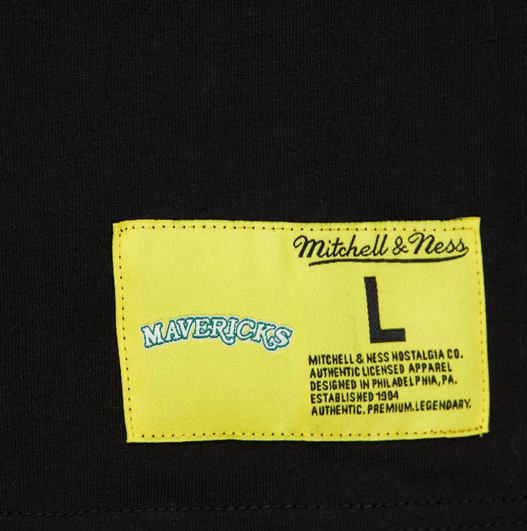 Mitchell & Ness
L
MAVERICKS
MITCHELL & NESS NOSTALGIA CO.
AUTHENTIC LICENSED APPAREL
DESIGNED IN PHILADELPHIA, PA.
ESTABLISHED 1904
AUTHENTIC. PREMIUM. LEGENDARY.